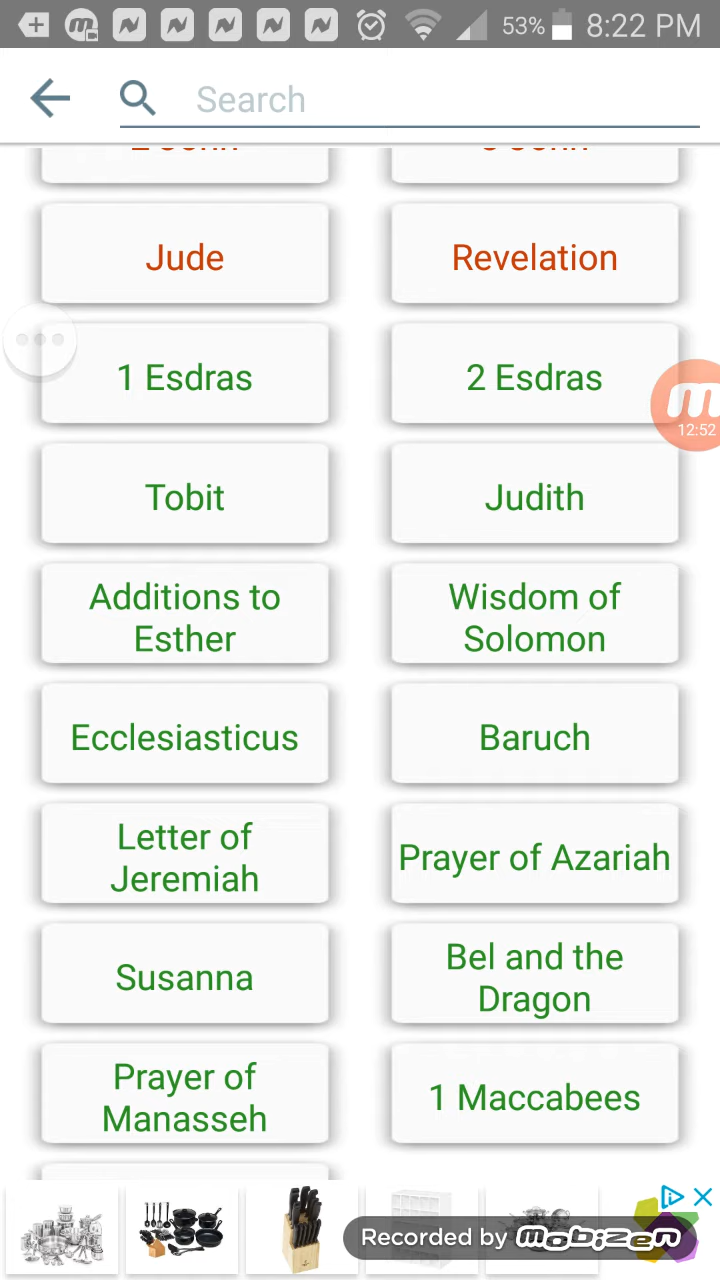 53% 8:22 PM
Search
Jude
Revelation
1 Esdras
2 Esdras
12:52
Tobit
Judith
Additions to
Esther
Wisdom of
Solomon
Ecclesiasticus
Baruch
Letter of
Jeremiah
Prayer of Azariah
Susanna
Bel and the
Dragon
Prayer of
Manasseh
1 Maccabees
Recorded by mobizen